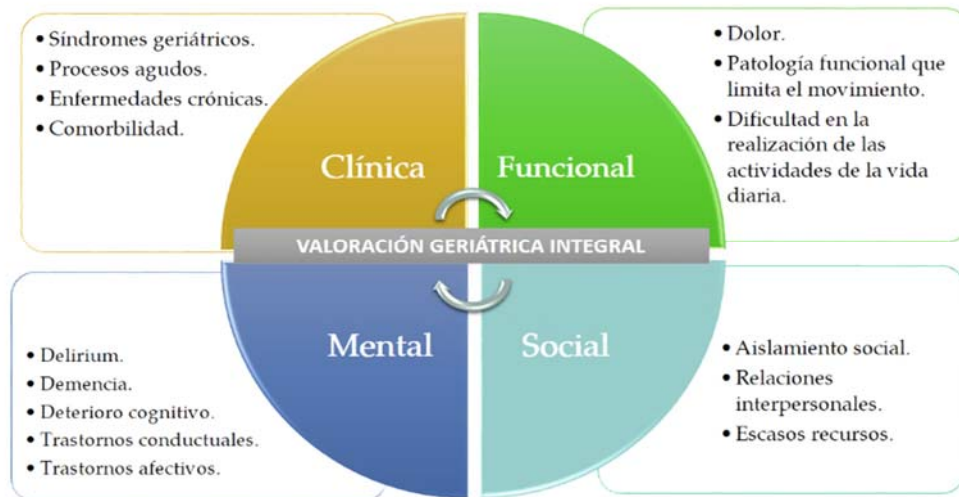 • Síndromes geriátricos.
• Procesos agudos.
• Enfermedades crónicas.
• Comorbilidad.
Clínica
• Dolor.
• Patología funcional que
limita el movimiento.
• Dificultad en la
realización de las
actividades de la vida
diaria.
Funcional
VALORACIÓN GERIÁTRICA INTEGRAL
Mental
• Delirium.
• Demencia.
• Deterioro cognitivo.
• Trastornos conductuales.
• Trastornos afectivos.
Social
• Aislamiento social.
• Relaciones
interpersonales.
• Escasos recursos.